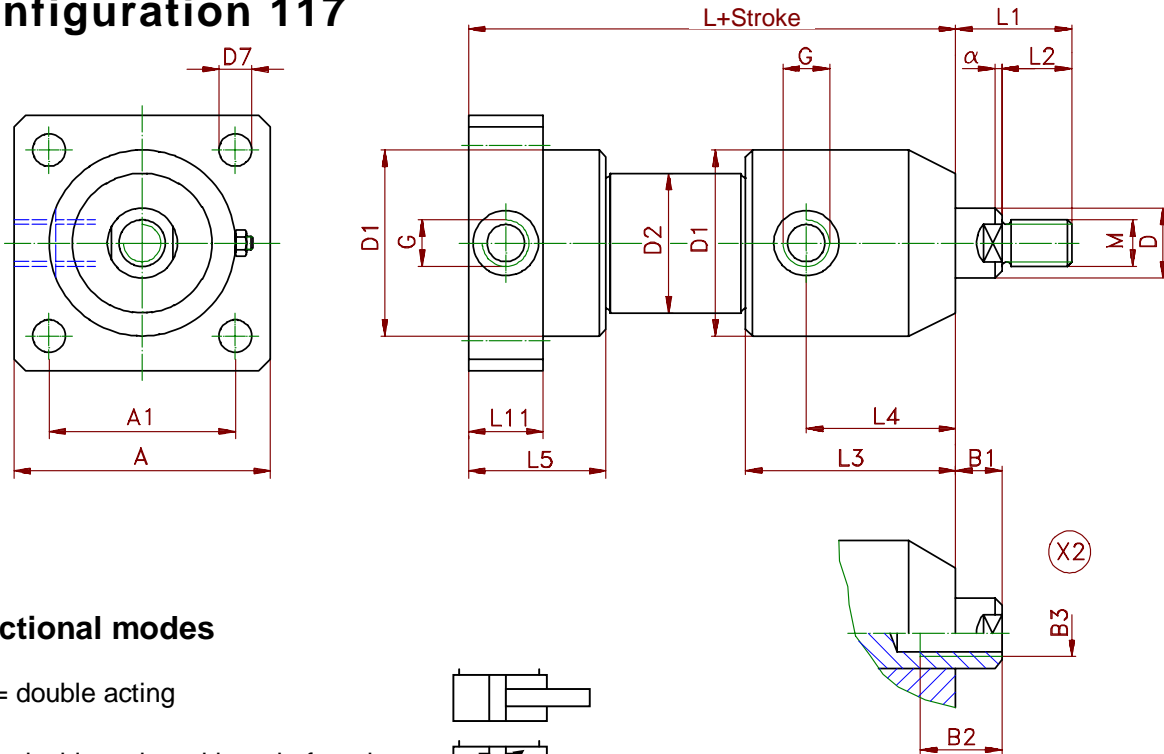 nfiguration 117
L+Stroke
L1
D7
G
α
L2
D1
G
D2
D1
M
D
A1
A
L11
L5
L4
L3
B1
X2
B3
B2
ctional modes
= double acting